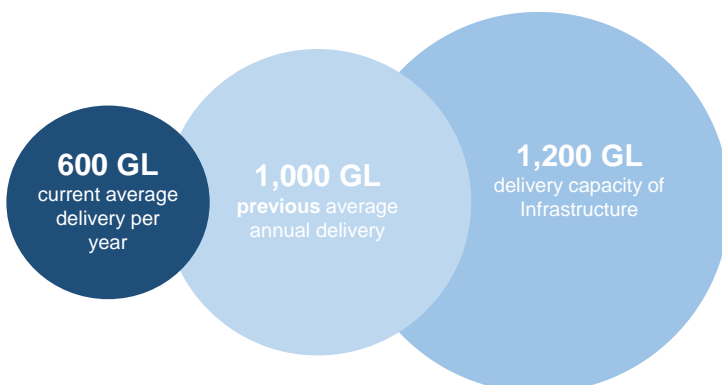 600 GL
current average
delivery per
year
1,000 GL
previous average
annual delivery
1,200 GL
delivery capacity of
Infrastructure